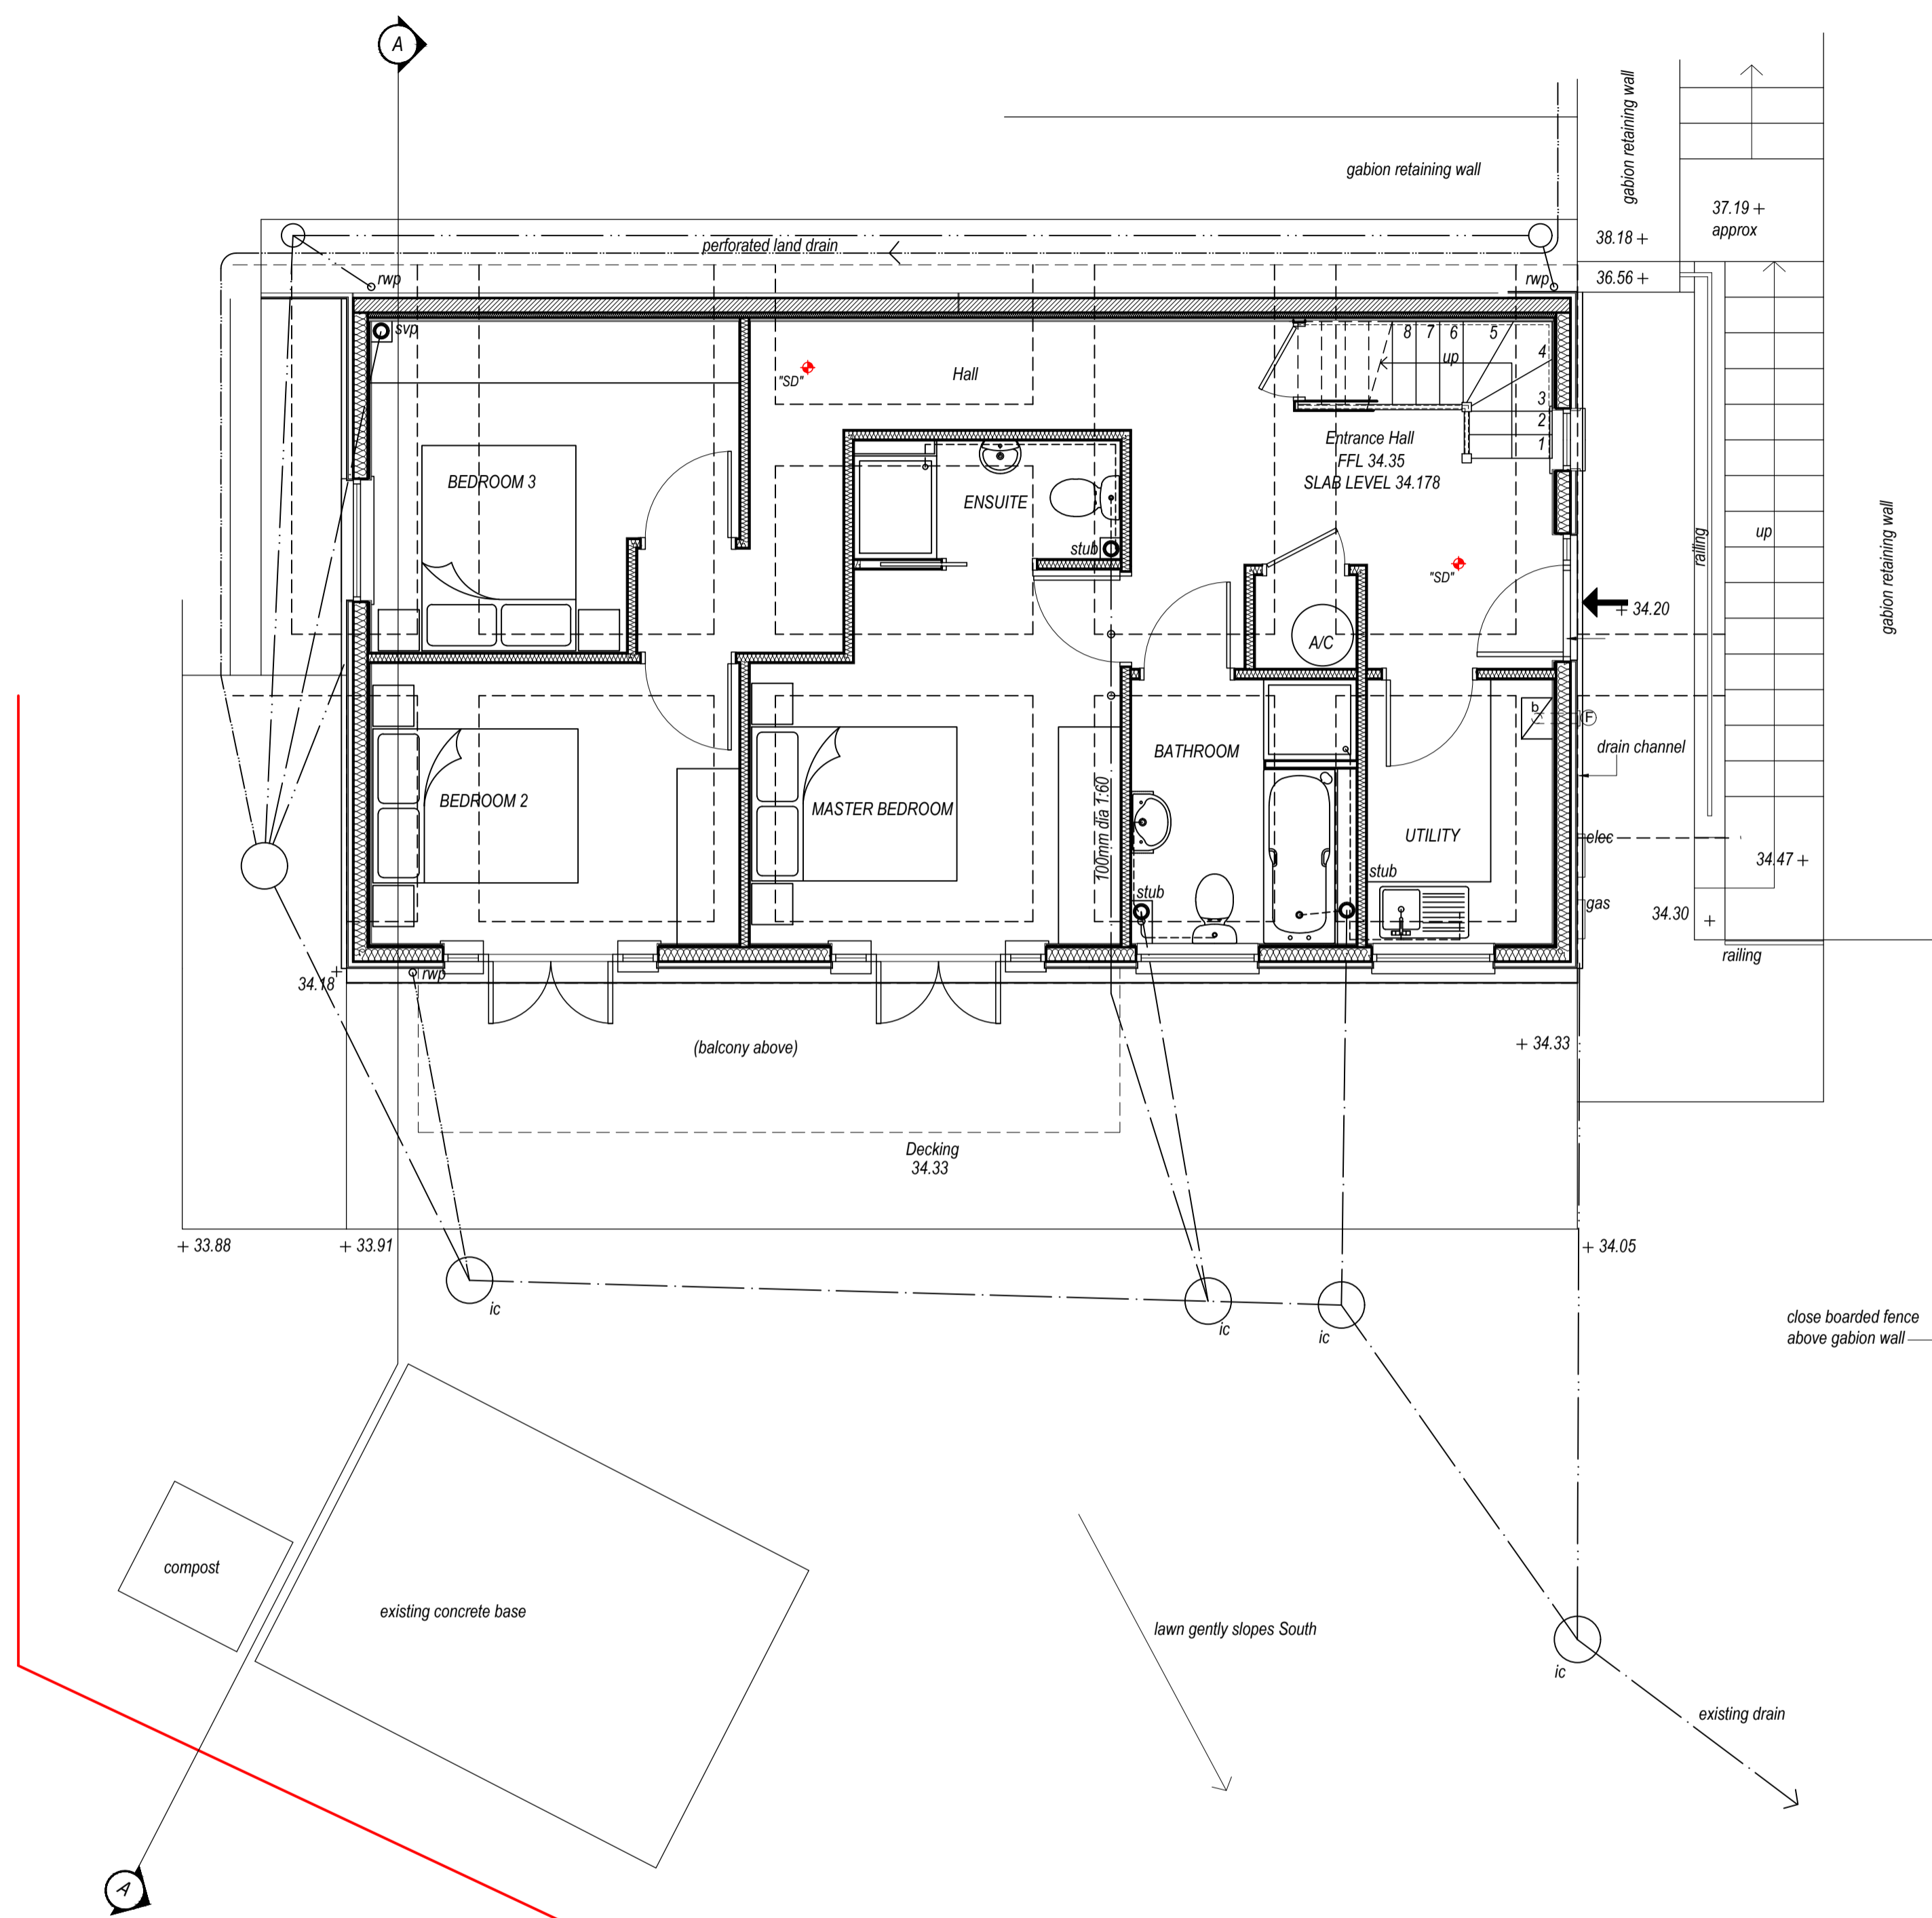 A
gabion retaining wall
gabion retaining wall
37.19 +
approx
38.18 +
perforated land drain
36.56 +
rwp
rwp
svp
8
7
6
5
up
4
3
2
1
"SD"
Hall
Entrance Hall
FFL 34.35
SLAB LEVEL 34.178
BEDROOM 3
ENSUITE
stub
"SD"
railing
up
gabion retaining wall
+ 34.20
A/C
b
F
drain channel
BATHROOM
BEDROOM 2
MASTER BEDROOM
100mm dia 1:60
UTILITY
elec
34.47 +
stub
stub
gas
34.30 +
railing
rwp
34.18
+ 34.33
(balcony above)
Decking
34.33
+ 33.88
+ 33.91
+ 34.05
ic
ic
ic
close boarded fence
above gabion wall
compost
existing concrete base
lawn gently slopes South
ic
existing drain
A